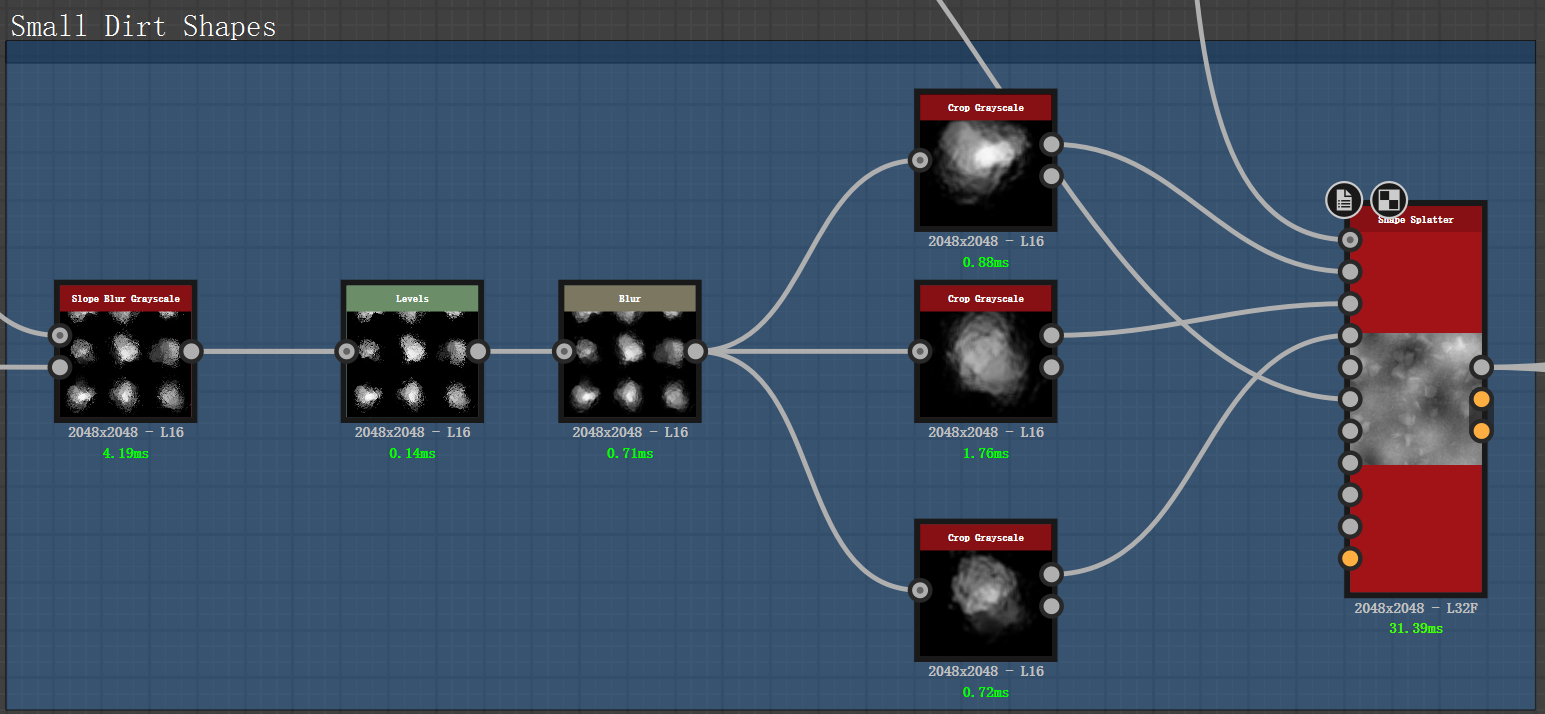 Small Dirt Shapes
Crop Grayscale
2048x2048 - L16
0.88ms
Shape Splatter
Slope Blur Grayscale
2048x2048 - L16
4.19ms
Levels
2048x2048 - L16
0.14ms
Blur
2048x2048 - L16
0.71ms
Crop Grayscale
2048x2048 - L16
1.76ms
Crop Grayscale
2048x2048 - L16
0.72ms
2048x2048 - L32F
31.39ms